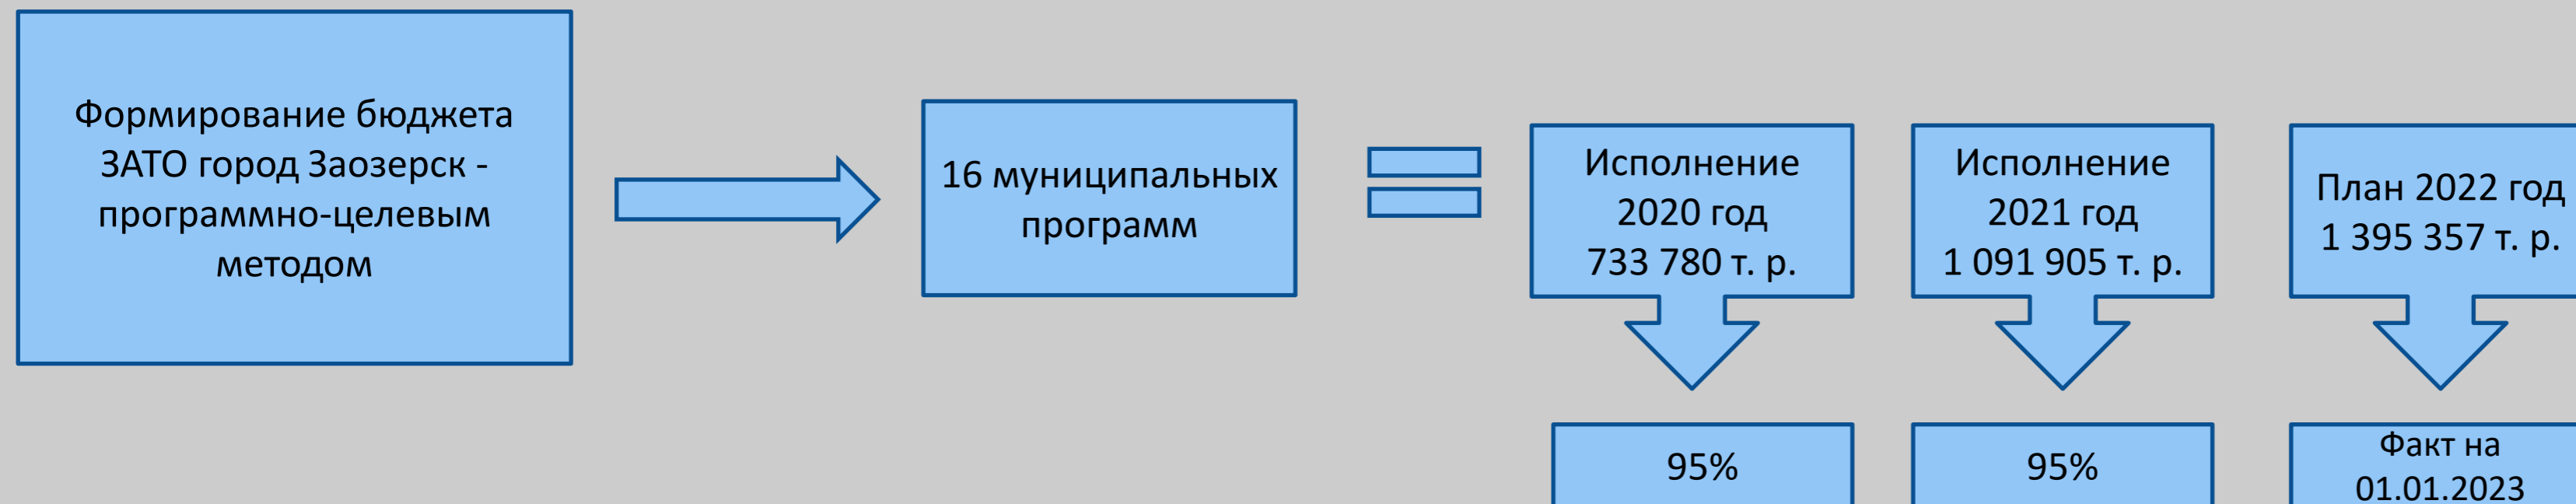 Формирование бюджета
ЗАТО город Заозерск -
программно-целевым
методом
16 муниципальных
программ
Исполнение
2020 год
733 780 т. р.
Исполнение
2021 год
1 091 905 т. р.
План 2022 год
1 395 357 т. р.
95%
95%
Факт на
01.01.2023